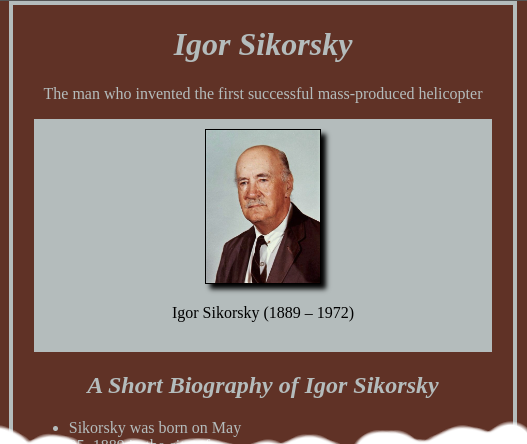 Igor Sikorsky
The man who invented the first successful mass-produced helicopter
Igor Sikorsky (1889 – 1972)
A Short Biography of Igor Sikorsky
• Sikorsky was born on May